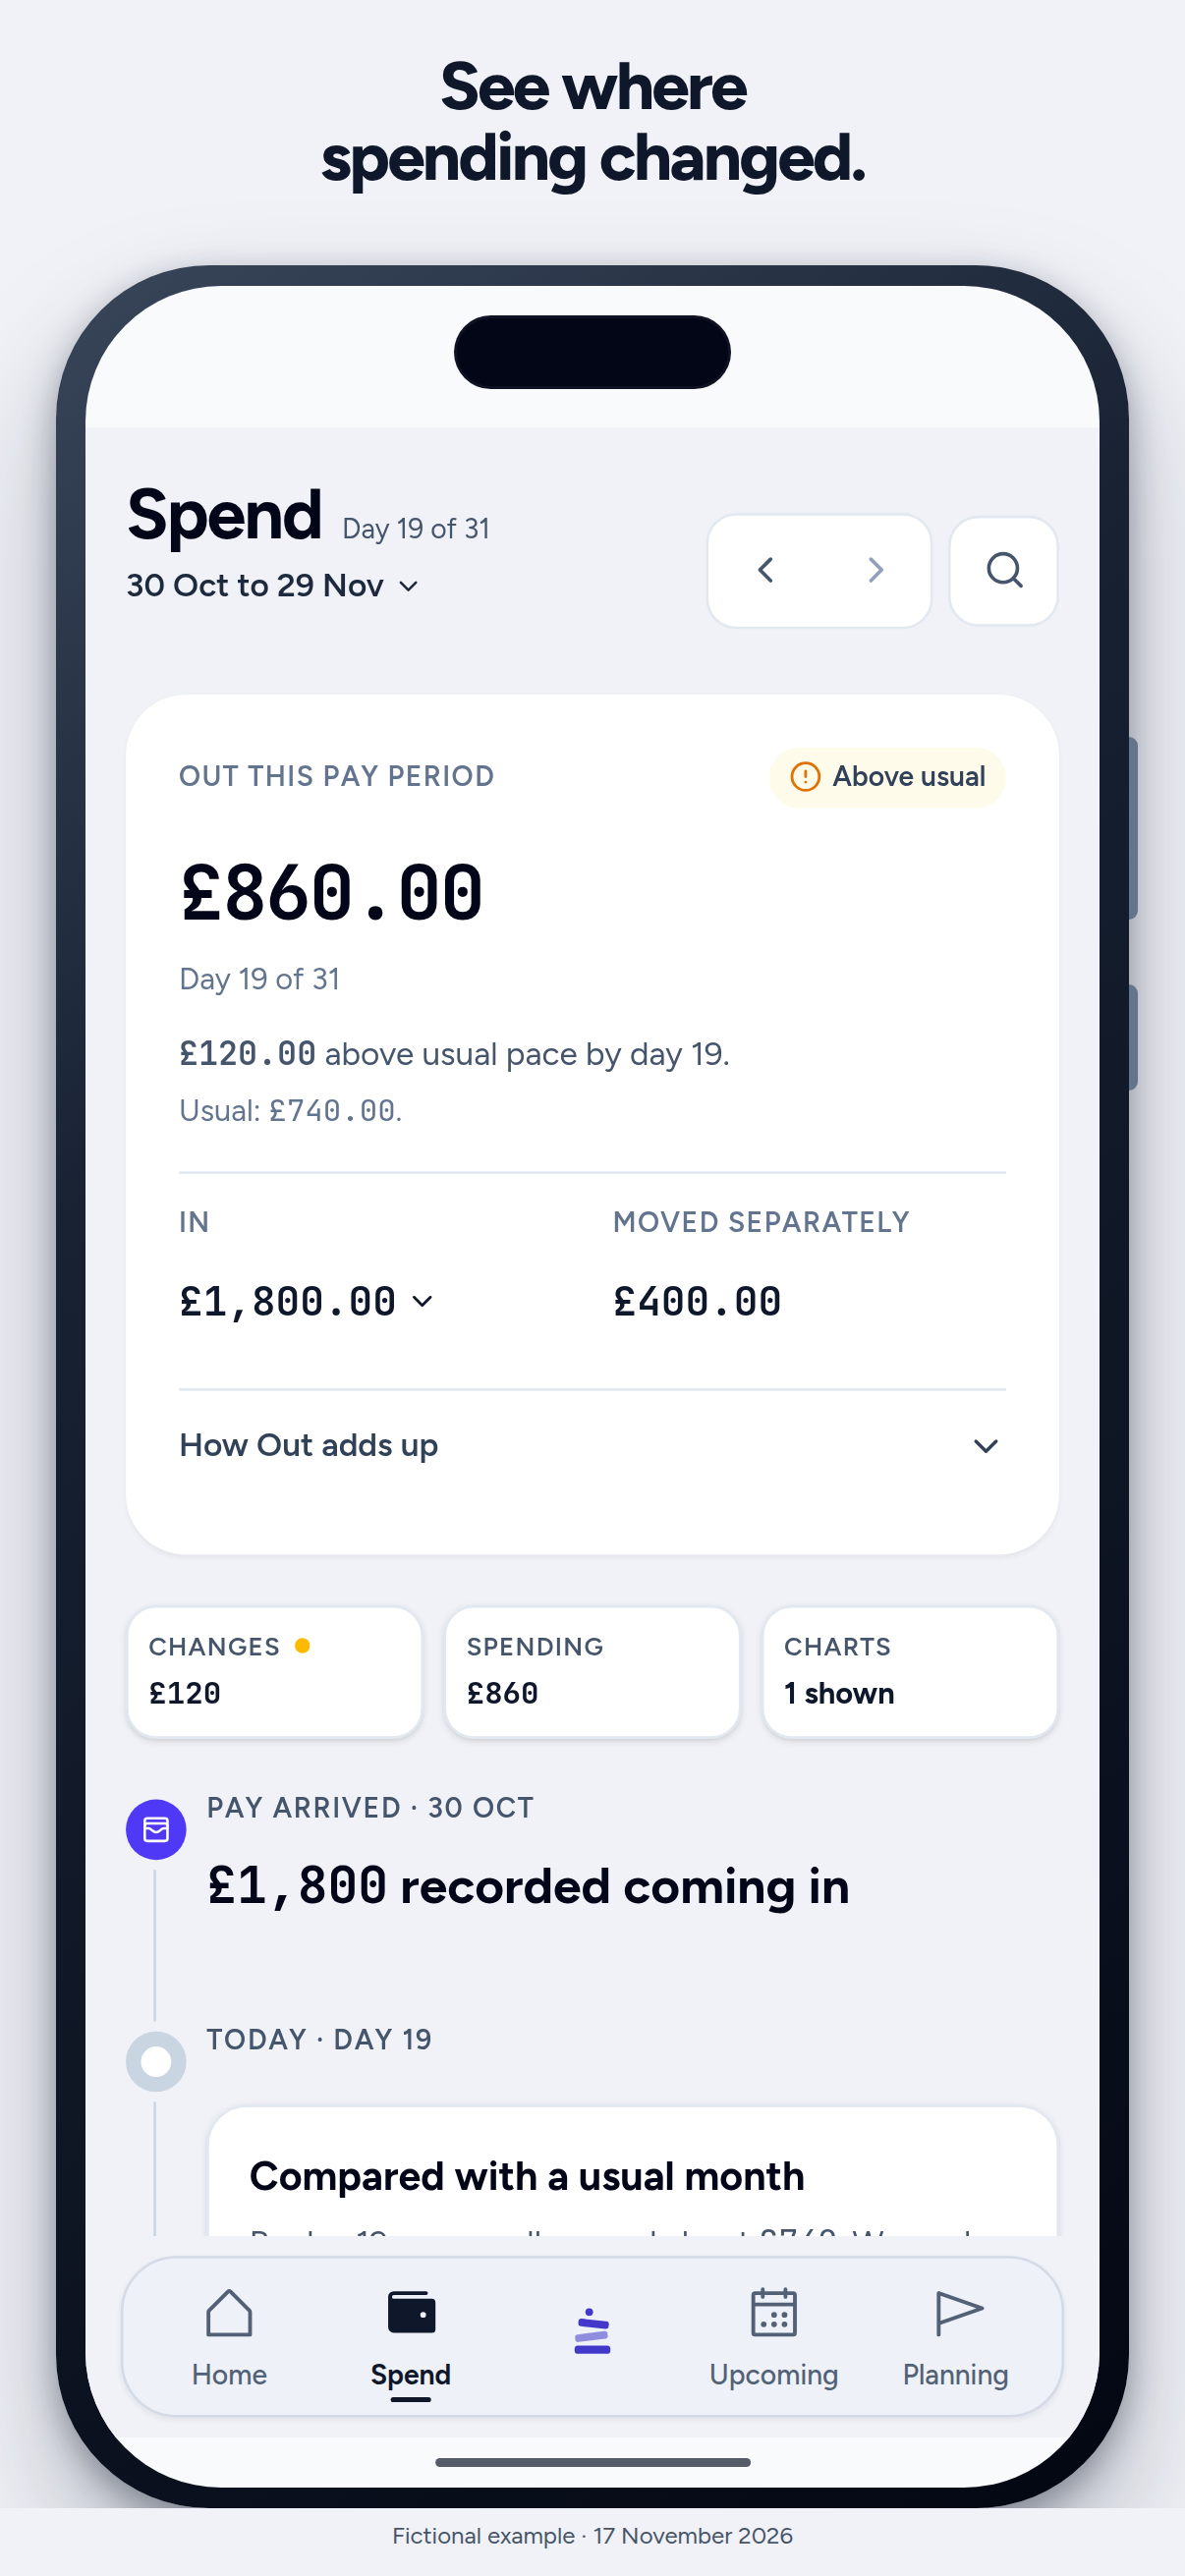 See where
spending changed.
Spend Day 19 of 31
30 Oct to 29 Nov
OUT THIS PAY PERIOD
Above usual
£860.00
Day 19 of 31
£120.00 above usual pace by day 19.
Usual: £740.00.
IN
MOVED SEPARATELY
£1,800.00
£400.00
How Out adds up
CHANGES
£120
SPENDING
£860
CHARTS
1 shown
PAY ARRIVED · 30 OCT
£1,800 recorded coming in
TODAY · DAY 19
Compared with a usual month
Home
Spend
Upcoming
Planning
Fictional example · 17 November 2026